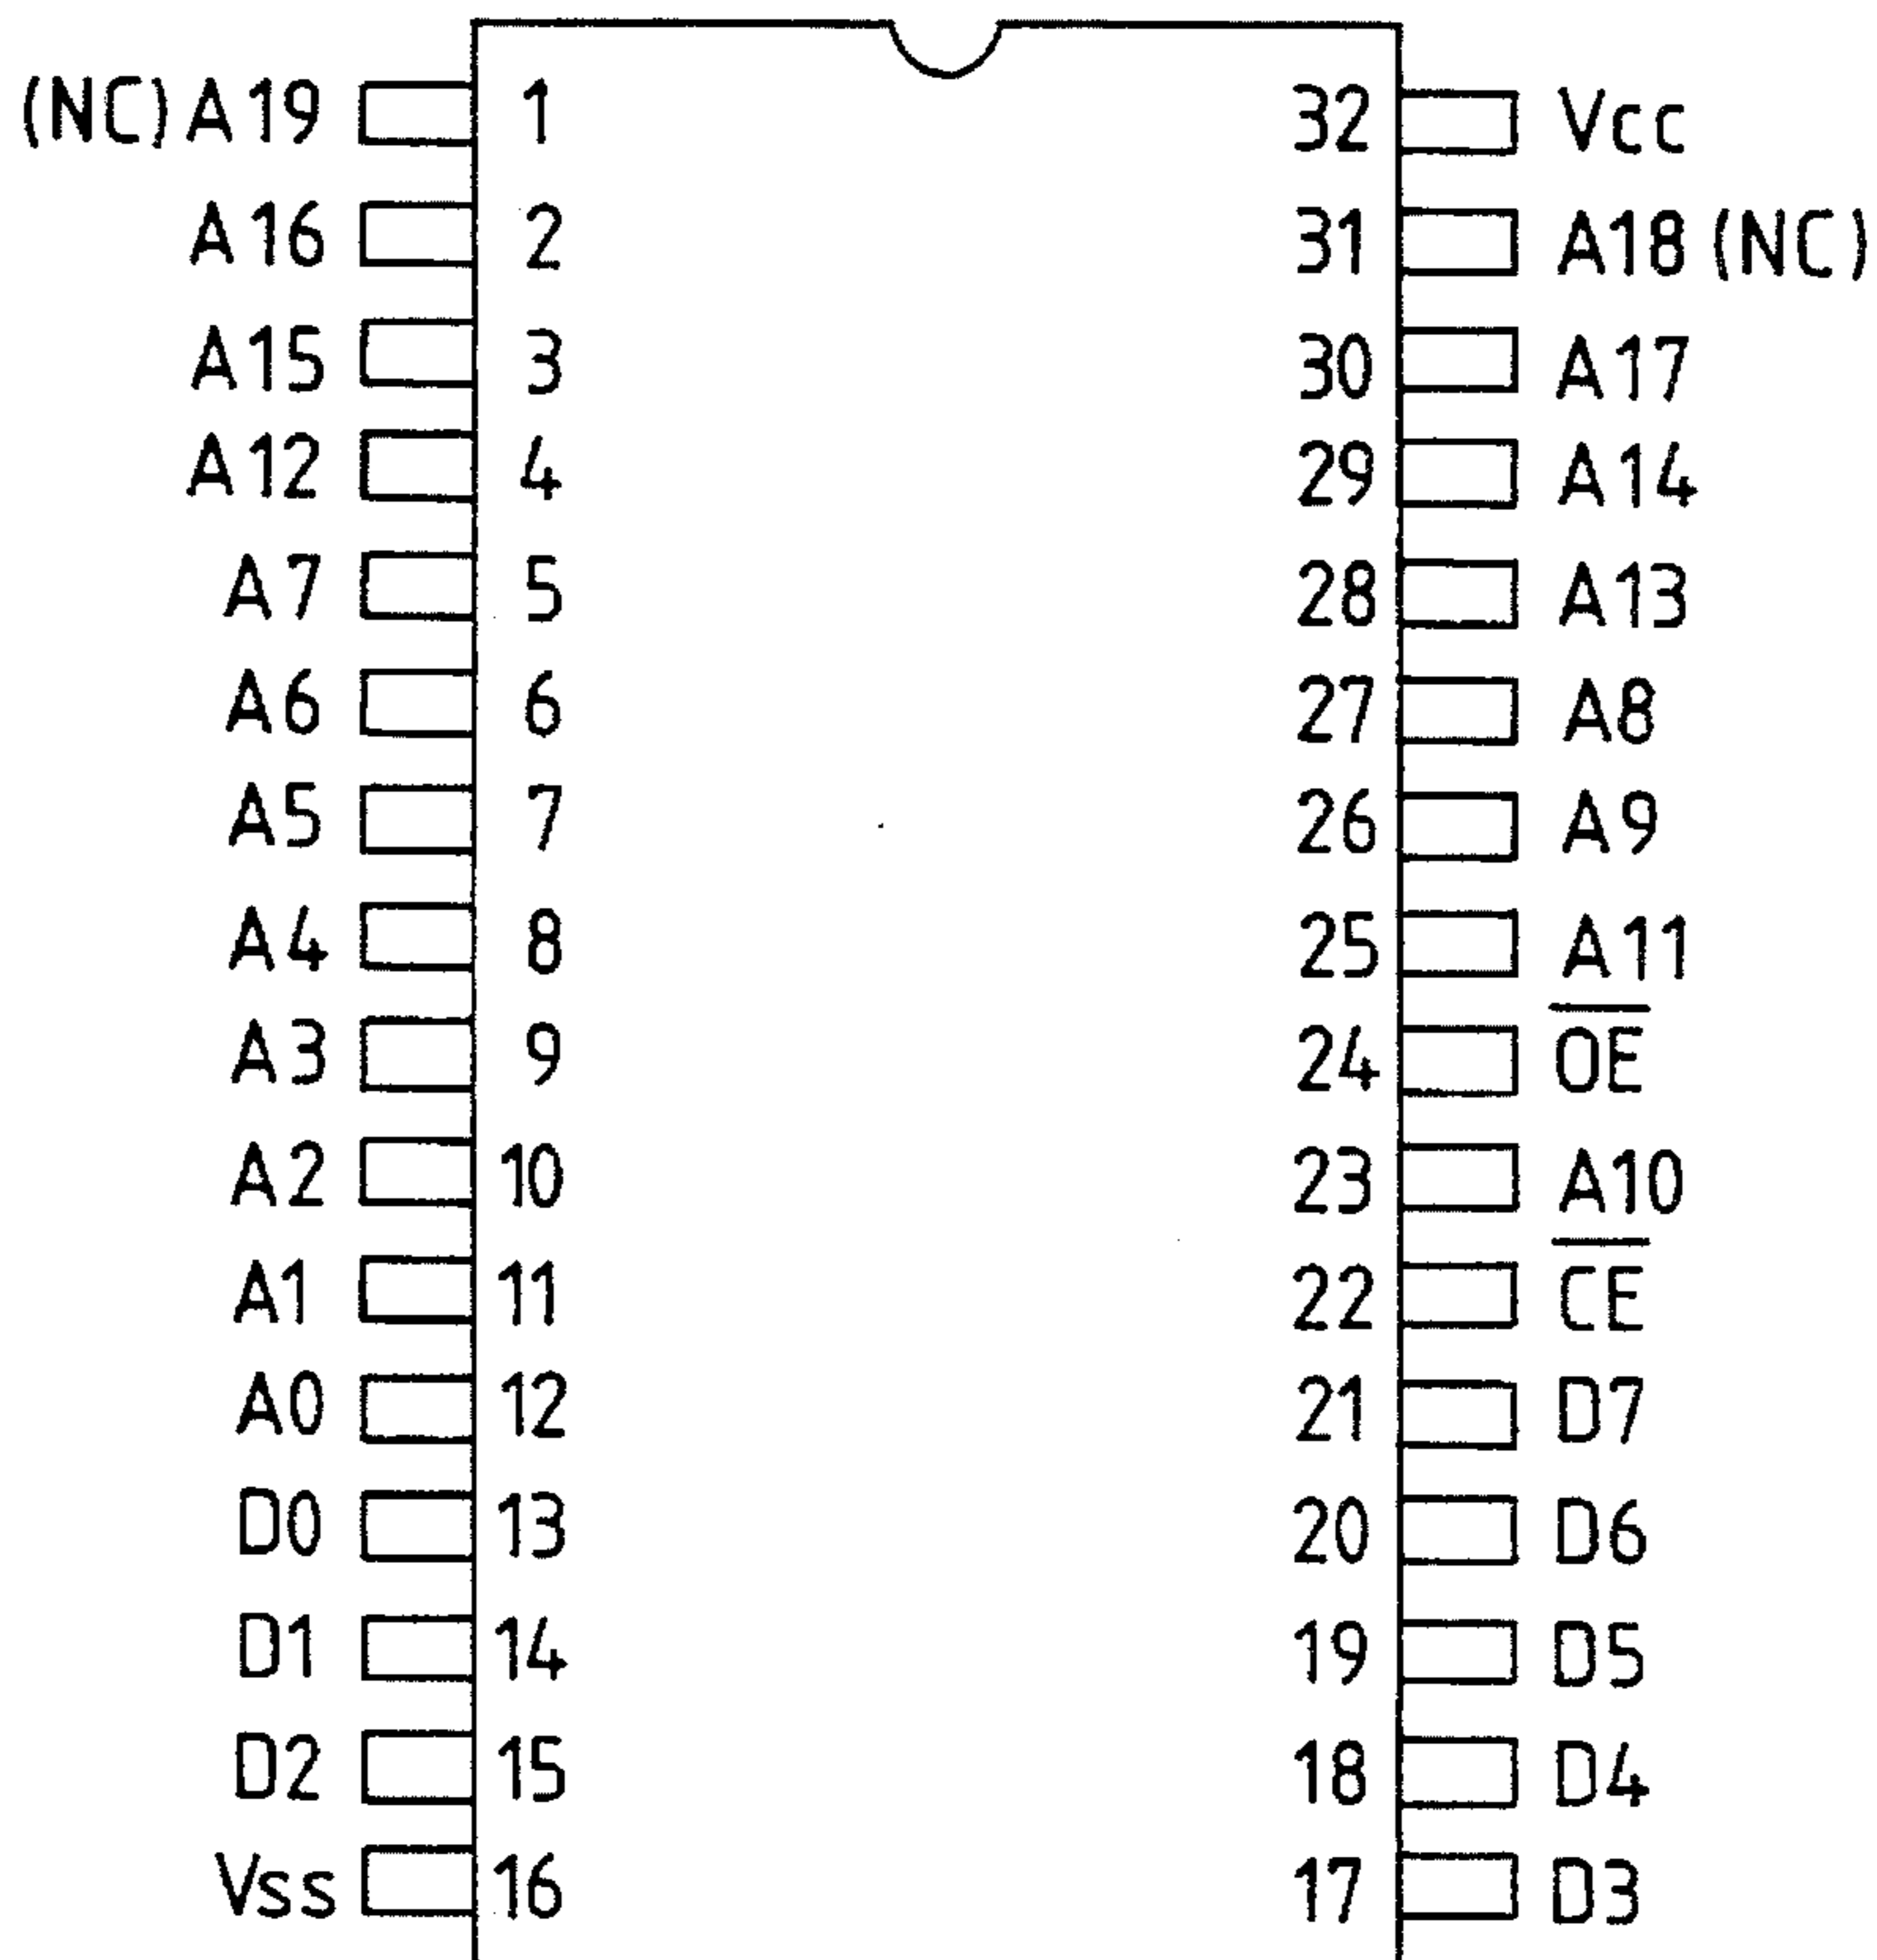 (NC) A19 1 32 Vcc
A16 2 31 A18 (NC)
A15 3 30 A17
A12 4 29 A14
A7 5 28 A13
A6 6 27 A8
A5 7 26 A9
A4 8 25 A11
A3 9 24 O̅E̅
A2 10 23 A10
A1 11 22 C̅E̅
A0 12 21 D7
D0 13 20 D6
D1 14 19 D5
D2 15 18 D4
Vss 16 17 D3